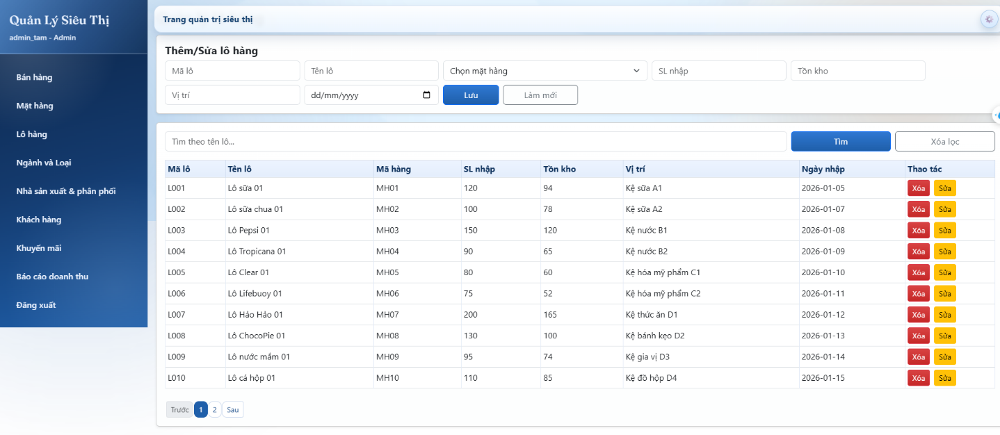 Quản Lý Siêu Thị
admin_tam - Admin
Bán hàng
Mặt hàng
Lô hàng
Ngành và Loại
Nhà sản xuất & phân phối
Khách hàng
Khuyến mãi
Báo cáo doanh thu
Đăng xuất
Trang quản trị siêu thị
Thêm/Sửa lô hàng
Mã lô Tên lô Chọn mặt hàng SL nhập Tồn kho
Vị trí dd/mm/yyyy Lưu Làm mới
Tìm theo tên lô... Tìm Xóa lọc
Mã lô Tên lô Mã hàng SL nhập Tồn kho Vị trí Ngày nhập Thao tác
L001 Lô sữa 01 MH01 120 94 Kệ sữa A1 2026-01-05 Xóa Sửa
L002 Lô sữa chua 01 MH02 100 78 Kệ sữa A2 2026-01-07 Xóa Sửa
L003 Lô Pepsi 01 MH03 150 120 Kệ nước B1 2026-01-08 Xóa Sửa
L004 Lô Tropicana 01 MH04 90 65 Kệ nước B2 2026-01-09 Xóa Sửa
L005 Lô Clear 01 MH05 80 60 Kệ hóa mỹ phẩm C1 2026-01-10 Xóa Sửa
L006 Lô Lifebuoy 01 MH06 75 52 Kệ hóa mỹ phẩm C2 2026-01-11 Xóa Sửa
L007 Lô Hảo Hảo 01 MH07 200 165 Kệ thức ăn D1 2026-01-12 Xóa Sửa
L008 Lô ChocoPie 01 MH08 130 100 Kệ bánh kẹo D2 2026-01-13 Xóa Sửa
L009 Lô nước mắm 01 MH09 95 74 Kệ gia vị D3 2026-01-14 Xóa Sửa
L010 Lô cá hộp 01 MH10 110 85 Kệ đồ hộp D4 2026-01-15 Xóa Sửa
Trước 1 2 Sau